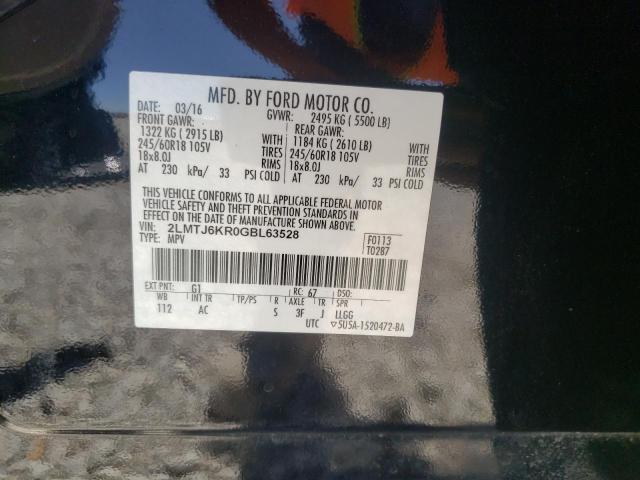 MFD. BY FORD MOTOR CO.
DATE: 03/16 GVWR: 2495 KG ( 5500 LB)
FRONT GAWR: REAR GAWR:
1322 KG ( 2915 LB) WITH 1184 KG ( 2610 LB) WITH
245/60R18 105V TIRES 245/60R18 105V TIRES
18x8.0J RIMS 18x8.0J RIMS
AT 230 kPa/ 33 PSI COLD AT 230 kPa/ 33 PSI COLD
THIS VEHICLE CONFORMS TO ALL APPLICABLE FEDERAL MOTOR
VEHICLE SAFETY AND THEFT PREVENTION STANDARDS IN
EFFECT ON THE DATE OF MANUFACTURE SHOWN ABOVE.
VIN: 2LMTJ6KR0GBL63528 F0113
TYPE: MPV T0287
EXT PNT: G1 RC: 67 DSO:
WB INT TR TP/PS R AXLE TR SPR
112 AC S 3F J LLGG
UTC ▽5U5A-1520472-BA